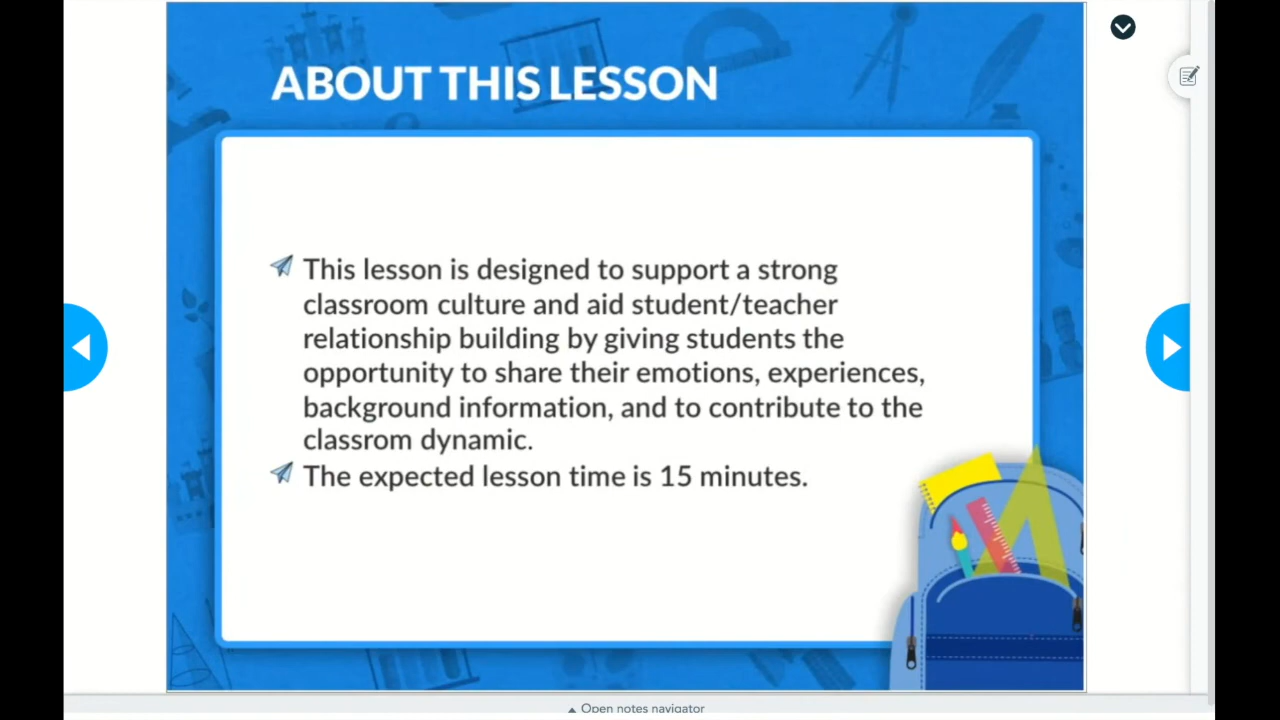 ABOUT THIS LESSON
This lesson is designed to support a strong
classroom culture and aid student/teacher
relationship building by giving students the
opportunity to share their emotions, experiences,
background information, and to contribute to the
classrom dynamic.
The expected lesson time is 15 minutes.
Open notes navigator